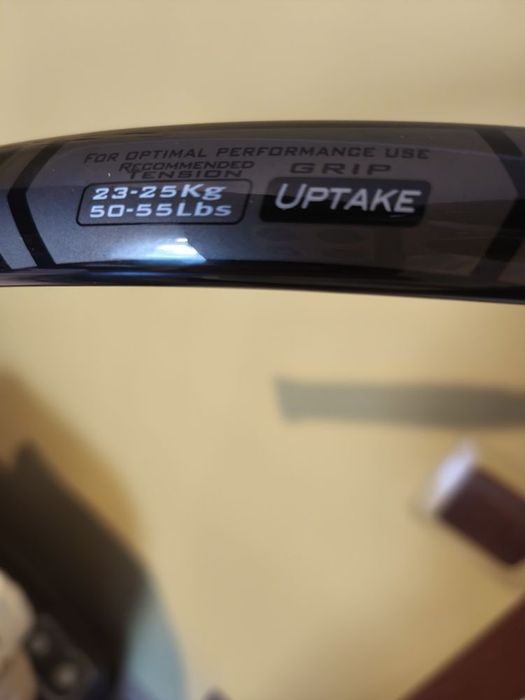 FOR OPTIMAL PERFORMANCE USE
RECOMMENDED
TENSION
23-25Kg
50-55Lbs
GRIP
UPTAKE